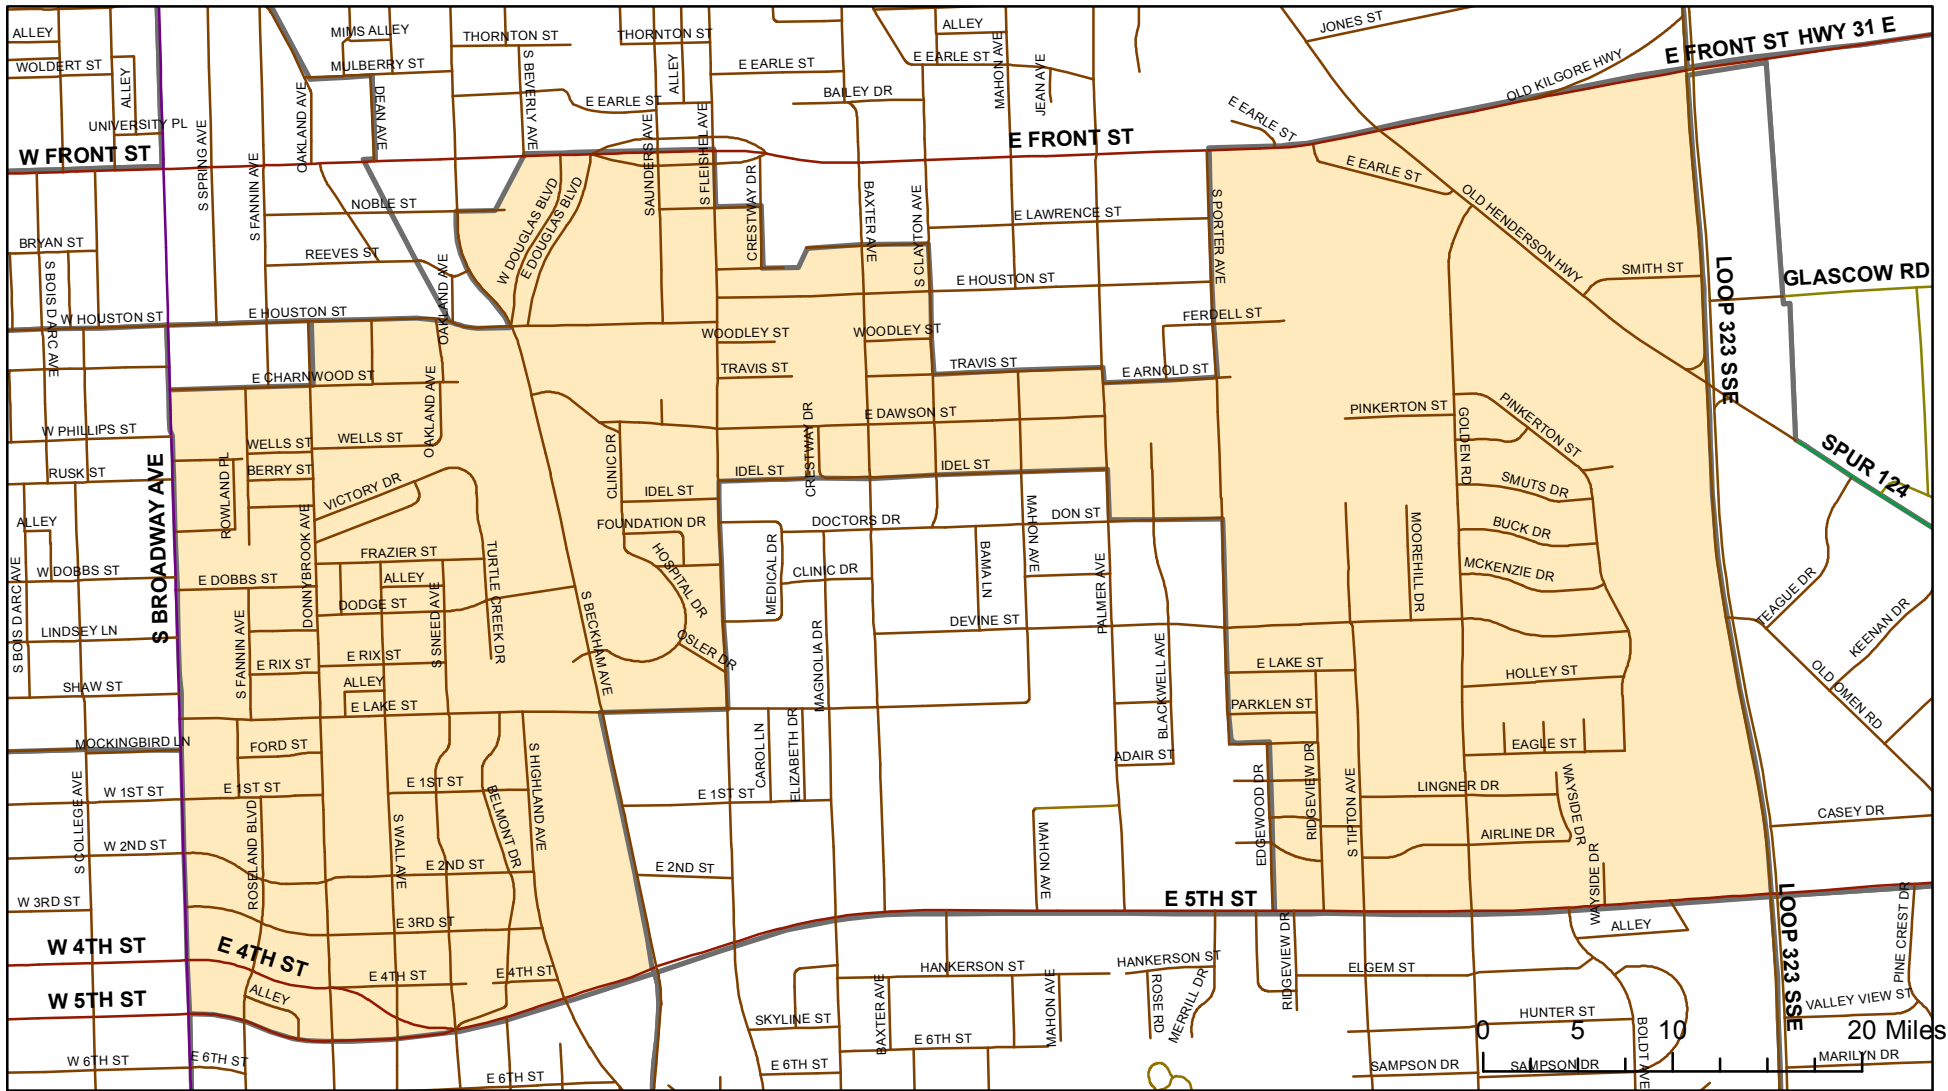 ALLEY
MIMS ALLEY
THORNTON ST
THORNTON ST
ALLEY
JONES ST
E FRONT ST HWY 31 E
WOLDERT ST
ALLEY
MULBERRY ST
S BEVERLY AVE
ALLEY
E EARLE ST
E EARLE ST
MAHON AVE
JEAN AVE
OLD KILGORE HWY
OAKLAND AVE
DEAN AVE
E EARLE ST
BAILEY DR
E EARLE ST
UNIVERSITY PL
S SPRING AVE
S FANNIN AVE
SAUNDERS AVE
S FLEISHEL AVE
W FRONT ST
E FRONT ST
E EARLE ST
CRESTWAY DR
BAXTER AVE
S CLAYTON AVE
S PORTER AVE
OLD HENDERSON HWY
NOBLE ST
W DOUGLAS BLVD
E DOUGLAS BLVD
E LAWRENCE ST
BRYAN ST
S BOIS D ARC AVE
REEVES ST
OAKLAND AVE
E HOUSTON ST
SMITH ST
LOOP 323 SSE
GLASCOW RD
W HOUSTON ST
E HOUSTON ST
WOODLEY ST
WOODLEY ST
FERDELL ST
E CHARNWOOD ST
TRAVIS ST
TRAVIS ST
E ARNOLD ST
OAKLAND AVE
E DAWSON ST
PINKERTON ST
GOLDEN RD
PINKERTON ST
W PHILLIPS ST
WELLS ST
WELLS ST
CLINIC DR
CRESTWAY DR
SPUR 124
RUSK ST
S BROADWAY AVE
ROWLAND PL
BERRY ST
VICTORY DR
IDEL ST
IDEL ST
IDEL ST
SMUTS DR
ALLEY
DONNYBROOK AVE
FOUNDATION DR
DOCTORS DR
MAHON AVE
DON ST
MOOREHILL DR
BUCK DR
S BOIS D ARC AVE
W DOBBS ST
E DOBBS ST
FRAZIER ST
ALLEY
TURTLE CREEK DR
HOSPITAL DR
MEDICAL DR
CLINIC DR
BAMA LN
PALMER AVE
MCKENZIE DR
TEAGUE DR
DODGE ST
S SNEED AVE
S BECKHAM AVE
LINDSEY LN
S FANNIN AVE
DEVINE ST
KEENAN DR
E RIX ST
E RIX ST
OSLER DR
MAGNOLIA DR
BLACKWELL AVE
E LAKE ST
HOLLEY ST
OLD OMEN RD
SHAW ST
ALLEY
E LAKE ST
PARKLEN ST
MOCKINGBIRD LN
FORD ST
S HIGHLAND AVE
CAROL LN
ELIZABETH DR
ADAIR ST
EAGLE ST
S COLLEGE AVE
W 1ST ST
E 1ST ST
E 1ST ST
BELMONT DR
E 1ST ST
EDGEWOOD DR
RIDGEVIEW DR
S TIPTON AVE
LINGNER DR
WAYSIDE DR
CASEY DR
W 2ND ST
ROSELAND BLVD
S WALL AVE
E 2ND ST
E 2ND ST
MAHON AVE
AIRLINE DR
W 3RD ST
E 3RD ST
E 5TH ST
WAYSIDE DR
ALLEY
LOOP 323 SSE
PINE CREST DR
W 4TH ST
E 4TH ST
E 4TH ST
E 4TH ST
HANKERSON ST
HANKERSON ST
RIDGEVIEW DR
ELGEM ST
W 5TH ST
ALLEY
SKYLINE ST
BAXTER AVE
MAHON AVE
ROSE RD
MERRILL DR
HUNTER ST
VALLEY VIEW ST
0 5 10 20 Miles
W 6TH ST
E 6TH ST
E 6TH ST
E 6TH ST
E 6TH ST
SAMPSON DR
SAMPSON DR
BOLDT AVE
MARILYN DR